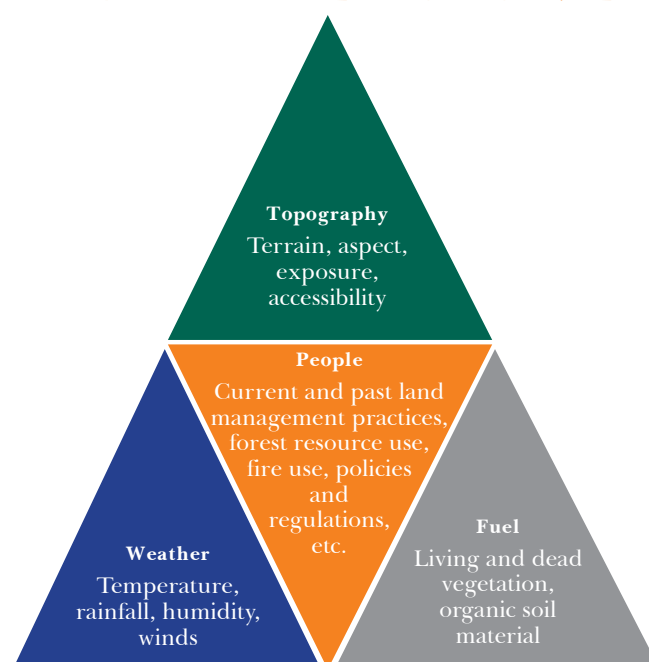 Topography
Terrain, aspect,
exposure,
accessibility
People
Current and past land
management practices,
forest resource use,
fire use, policies
and
regulations,
etc.
Weather
Temperature,
rainfall, humidity,
winds
Fuel
Living and dead
vegetation,
organic soil
material